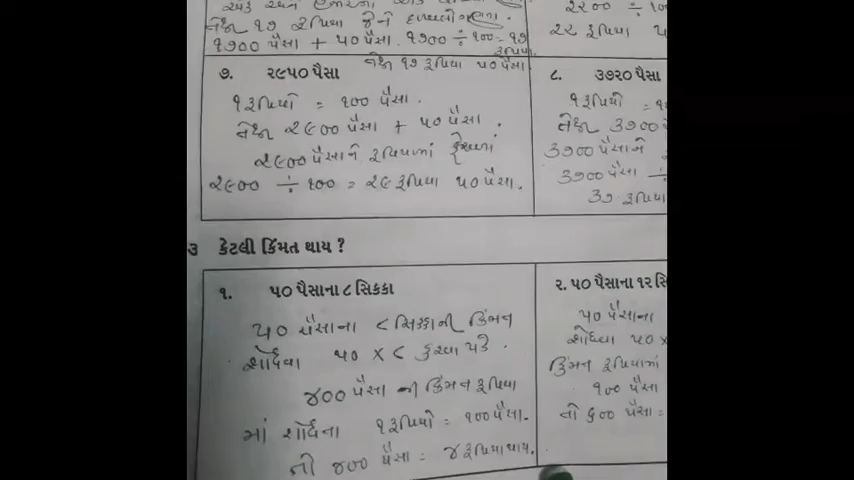 નેજા ૧૭ રૂપિયા
૧૭૦૦ પૈસા + ૫૦ પૈસા. ૧૭૦૦ ÷ ૧૦૦ = ૧૭
રૂપિયા
૧૭ રૂપિયા ૫૦ પૈસા
૨૨૦૦ ÷ ૧૦
૨૨ રૂપિયા
૭. ૨૯૫૦ પૈસા
૧ રૂપિયો = ૧૦૦ પૈસા.
૨૯૦૦ પૈસા + ૫૦ પૈસા.
૨૯૦૦ પૈસાને રૂપિયામાં
૨૯૦૦ ÷ ૧૦૦ = ૨૯ રૂપિયા ૫૦ પૈસા.
૮. ૩૭૨૦ પૈસા
૧ રૂપિયો = ૧
૩૭૦૦
૩૭૦૦ પૈસાને
૩૭૦૦ પૈસા ÷
૩૭ રૂપિયા
૩ કેટલી કિંમત થાય ?
૧. ૫૦ પૈસાના ૮ સિક્કા
૫૦ પૈસાના ૮ સિક્કાની કિંમત
શોધવા ૫૦ X ૮ કરવા પડે.
૪૦૦ પૈસા ની કિંમત રૂપિયા
માં શોધવા ૧ રૂપિયો = ૧૦૦ પૈસા.
તો ૪૦૦ પૈસા = ૪ રૂપિયા થાય.
૨. ૫૦ પૈસાના ૧૨ સિ
૫૦ પૈસાના
શોધવા ૫૦ X
કિંમત રૂપિયામાં
૧૦૦ પૈસા
તો ૬૦૦ પૈસા =